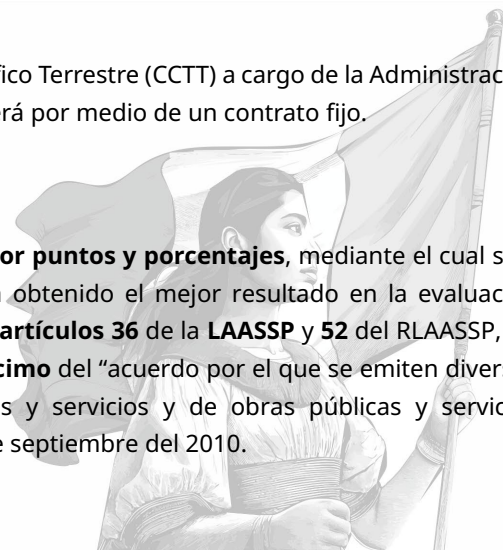 fico Terrestre (CCTT) a cargo de la Administrac
erá por medio de un contrato fijo.
or puntos y porcentajes, mediante el cual s
obtenido el mejor resultado en la evaluac
artículos 36 de la LAASSP y 52 del RLAASSP,
cimo del “acuerdo por el que se emiten divers
s y servicios y de obras públicas y servic
e septiembre del 2010.